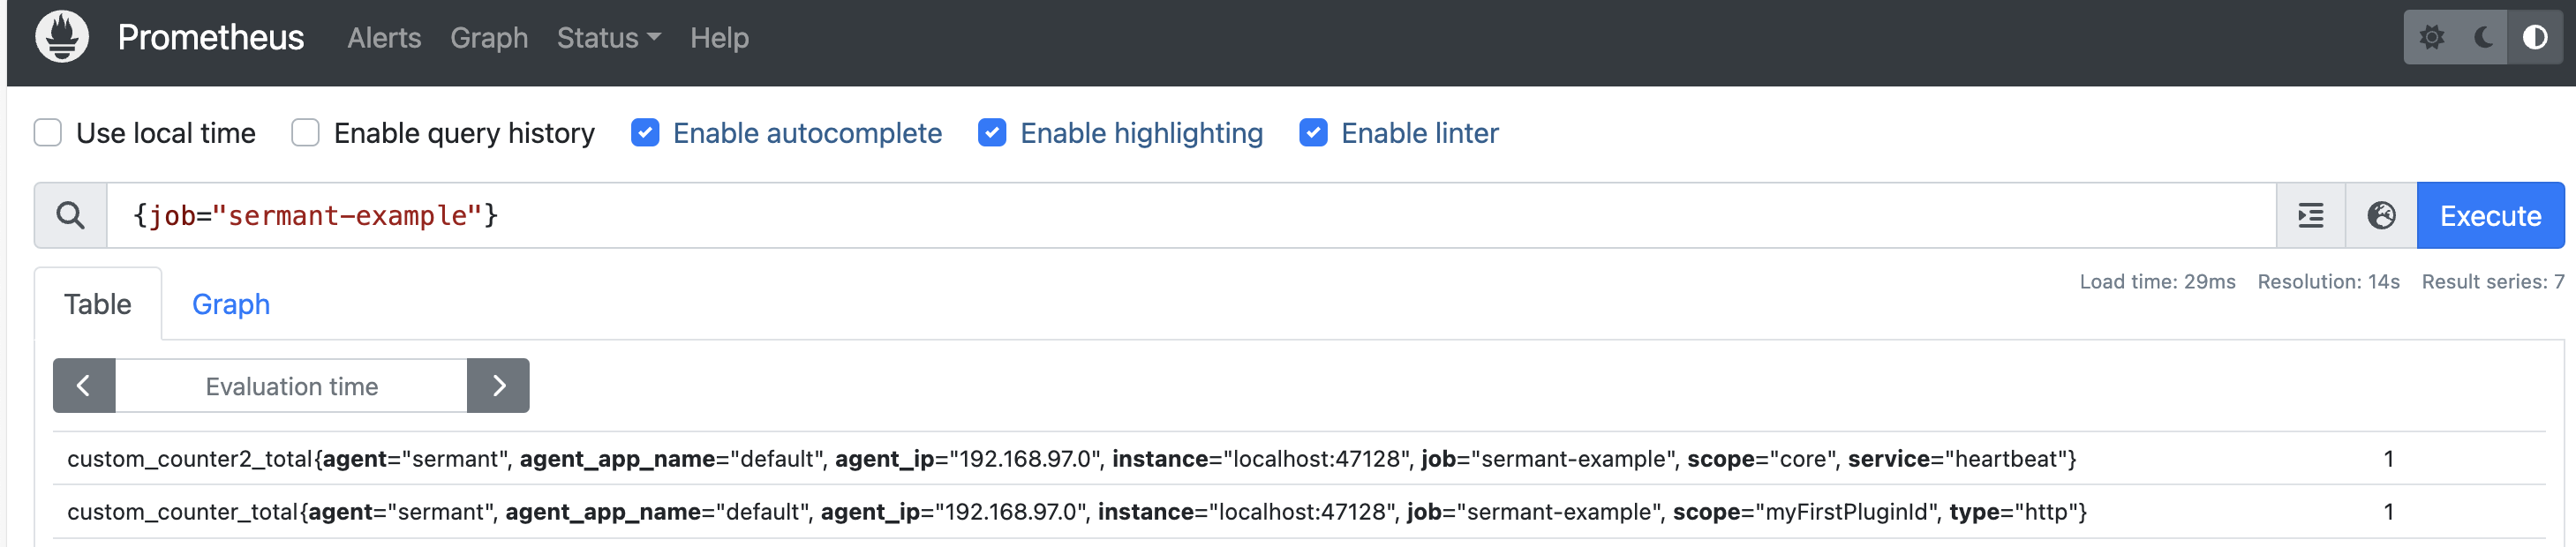 Prometheus Alerts Graph Status Help
Use local time Enable query history Enable autocomplete Enable highlighting Enable linter
{job="sermant-example"} Execute
Load time: 29ms Resolution: 14s Result series: 7
Table Graph
Evaluation time
custom_counter2_total{agent="sermant", agent_app_name="default", agent_ip="192.168.97.0", instance="localhost:47128", job="sermant-example", scope="core", service="heartbeat"} 1
custom_counter_total{agent="sermant", agent_app_name="default", agent_ip="192.168.97.0", instance="localhost:47128", job="sermant-example", scope="myFirstPluginId", type="http"} 1